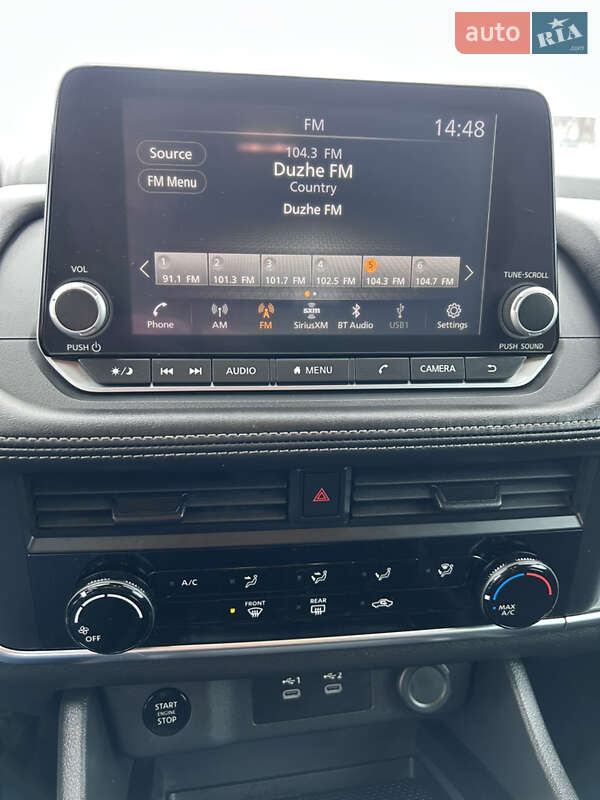 auto RIA.com
FM
14:48
Source
104.3 FM
Duzhe FM
FM Menu
Country
Duzhe FM
1 2 3 4 5 6
91.1 FM 101.3 FM 101.7 FM 102.5 FM 104.3 FM 104.7 FM
VOL
TUNE·SCROLL
sxm
Phone AM FM SiriusXM BT Audio USB1 Settings
PUSH
PUSH SOUND
AUDIO MENU CAMERA
A/C
FRONT REAR
OFF
MAX
A/C
1 2
START
ENGINE
STOP